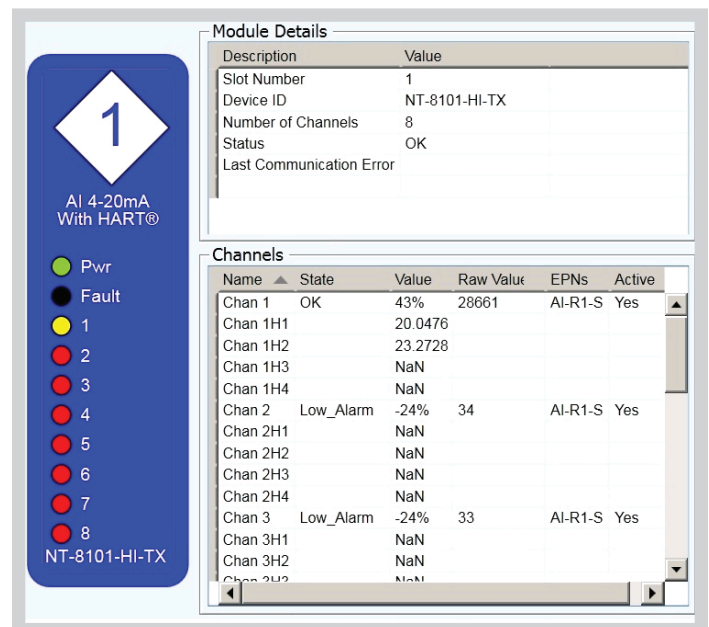 1
AI 4-20mA
With HART®
Pwr
Fault
1
2
3
4
5
6
7
8
NT-8101-HI-TX
Module Details
Description Value
Slot Number 1
Device ID NT-8101-HI-TX
Number of Channels 8
Status OK
Last Communication Error
Channels
Name State Value Raw Value EPNs Active
Chan 1 OK 43% 28661 AI-R1-S Yes
Chan 1H1 20.0476
Chan 1H2 23.2728
Chan 1H3 NaN
Chan 1H4 NaN
Chan 2 Low_Alarm -24% 34 AI-R1-S Yes
Chan 2H1 NaN
Chan 2H2 NaN
Chan 2H3 NaN
Chan 2H4 NaN
Chan 3 Low_Alarm -24% 33 AI-R1-S Yes
Chan 3H1 NaN
Chan 3H2 NaN
Chan 3H3 NaN